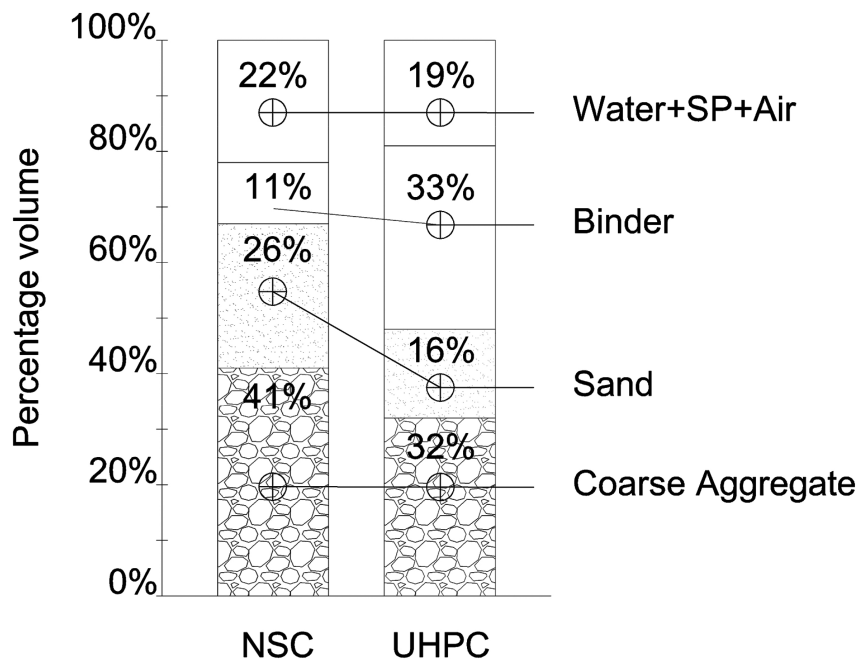 100%
80%
60%
40%
20%
0%
Percentage volume
22%
19%
Water+SP+Air
11%
33%
Binder
26%
16%
Sand
41%
32%
Coarse Aggregate
NSC
UHPC